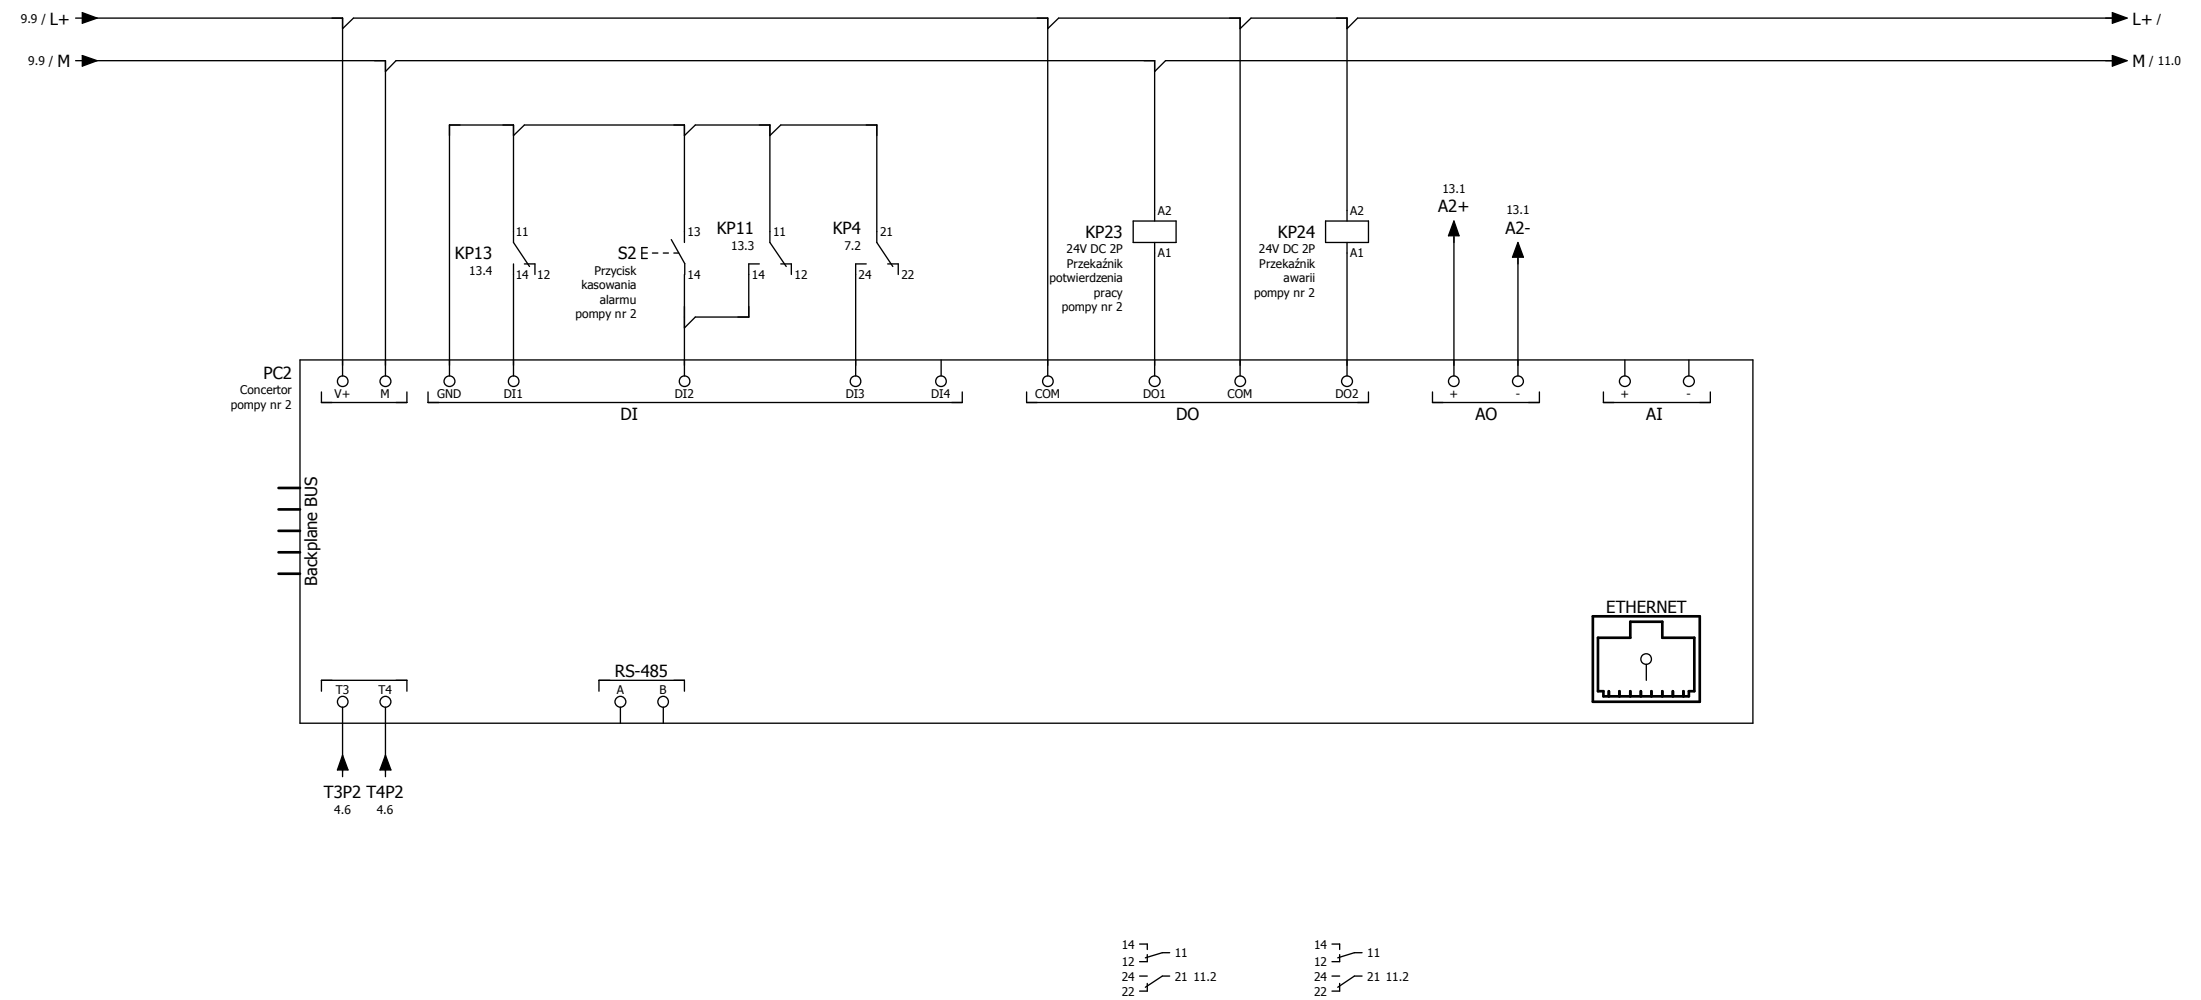 9.9 / L+
L+ /
9.9 / M
M / 11.0
13.1
A2+
13.1
A2-
KP13
13.4
11
14
12
S2
E
Przycisk
kasowania
alarmu
pompy nr 2
13
14
KP11
13.3
11
14
12
KP4
7.2
21
24
22
KP23
24V DC 2P
Przekaźnik
potwierdzenia
pracy
pompy nr 2
A2
A1
KP24
24V DC 2P
Przekaźnik
awarii
pompy nr 2
A2
A1
PC2
Concertor
pompy nr 2
V+ M GND DI1 DI2 DI3 DI4 COM DO1 COM DO2 + - + -
DI DO AO AI
Backplane BUS
ETHERNET
RS-485
T3 T4 A B
T3P2 T4P2
4.6 4.6
14
12
11
24
22
21 11.2
14
12
11
24
22
21 11.2